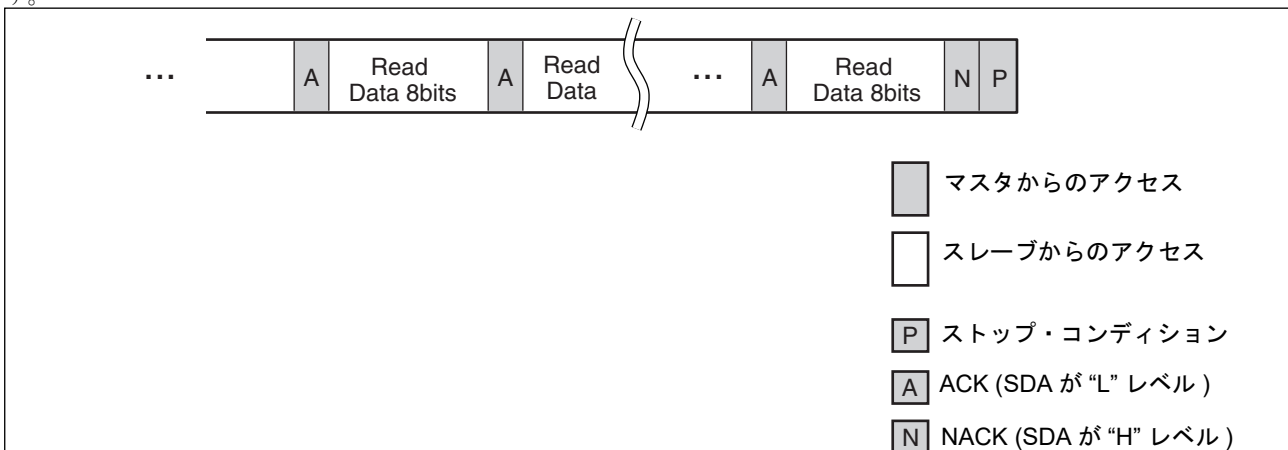 す。
... A Read Data 8bits A Read Data ... A Read Data 8bits N P
マスタからのアクセス
スレーブからのアクセス
P ストップ・コンディション
A ACK (SDA が “L” レベル )
N NACK (SDA が “H” レベル )